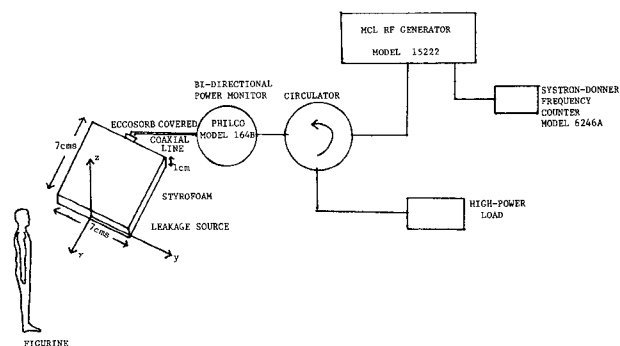 MCL RF GENERATOR
MODEL 15222
BI-DIRECTIONAL
POWER MONITOR
CIRCULATOR
SYSTRON-DONNER
FREQUENCY
COUNTER
MODEL 6246A
ECCOSORB COVERED
COAXIAL
LINE
PHILCO
MODEL 164B
7cms
z
1cm
STYROFOAM
LEAKAGE SOURCE
7cms
y
HIGH-POWER
LOAD
FIGURINE